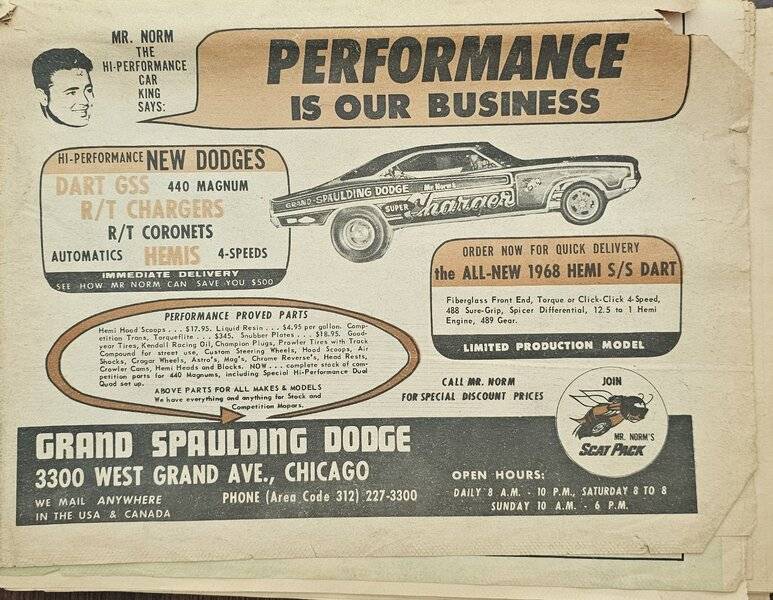 MR. NORM
THE
HI-PERFORMANCE
CAR
KING
SAYS:
PERFORMANCE
IS OUR BUSINESS
HI-PERFORMANCE NEW DODGES
DART GSS 440 MAGNUM
R/T CHARGERS
R/T CORONETS
AUTOMATICS HEMIS 4-SPEEDS
IMMEDIATE DELIVERY
SEE HOW MR NORM CAN SAVE YOU $500
GRAND-SPAULDING DODGE
Mr. Norm's
SUPER Charger
ORDER NOW FOR QUICK DELIVERY
the ALL-NEW 1968 HEMI S/S DART
Fiberglass Front End, Torque or Click-Click 4-Speed,
488 Sure-Grip, Spicer Differential, 12.5 to 1 Hemi
Engine, 489 Gear.
LIMITED PRODUCTION MODEL
PERFORMANCE PROVED PARTS
Hemi Hood Scoops . . . $17.95. Liquid Resin . . . $4.95 per gallon. Comp-
etition Trans, Torqueflite . . . $345. Snubber Plates . . . $18.95. Good-
year Tires, Kendall Racing Oil, Champion Plugs, Prowler Tires with Track
Compound for street use, Custom Steering Wheels, Hood Scoops, Air
Shocks, Cragar Wheels, Astro's, Mag's, Chrome Reverse's, Head Rests,
Crowler Cams, Hemi Heads and Blocks. NOW . . . complete stock of com-
petition parts for 440 Magnums, including Special Hi-Performance Dual
Quad set up.
ABOVE PARTS FOR ALL MAKES & MODELS
We have everything and anything for Stock and
Competition Mopars.
CALL MR. NORM
FOR SPECIAL DISCOUNT PRICES
JOIN
MR. NORM'S
SCAT PACK
GRAND SPAULDING DODGE
3300 WEST GRAND AVE., CHICAGO
WE MAIL ANYWHERE
IN THE USA & CANADA
PHONE (Area Code 312) 227-3300
OPEN HOURS:
DAILY 8 A.M. - 10 P.M., SATURDAY 8 TO 8
SUNDAY 10 A.M. - 6 P.M.